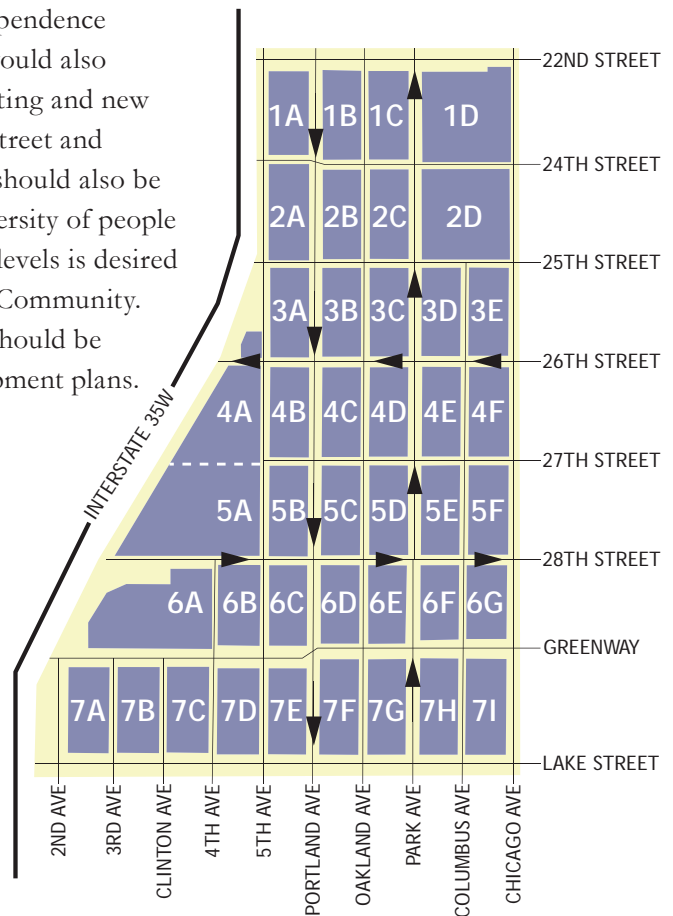 pendence
ould also
ting and new
treet and
should also be
ersity of people
levels is desired
Community.
hould be
pment plans.
INTERSTATE 35W
22ND STREET
1A 1B 1C 1D
24TH STREET
2A 2B 2C 2D
25TH STREET
3A 3B 3C 3D 3E
26TH STREET
4A 4B 4C 4D 4E 4F
27TH STREET
5A 5B 5C 5D 5E 5F
28TH STREET
6A 6B 6C 6D 6E 6F 6G
GREENWAY
7A 7B 7C 7D 7E 7F 7G 7H 7I
LAKE STREET
2ND AVE
3RD AVE
CLINTON AVE
4TH AVE
5TH AVE
PORTLAND AVE
OAKLAND AVE
PARK AVE
COLUMBUS AVE
CHICAGO AVE